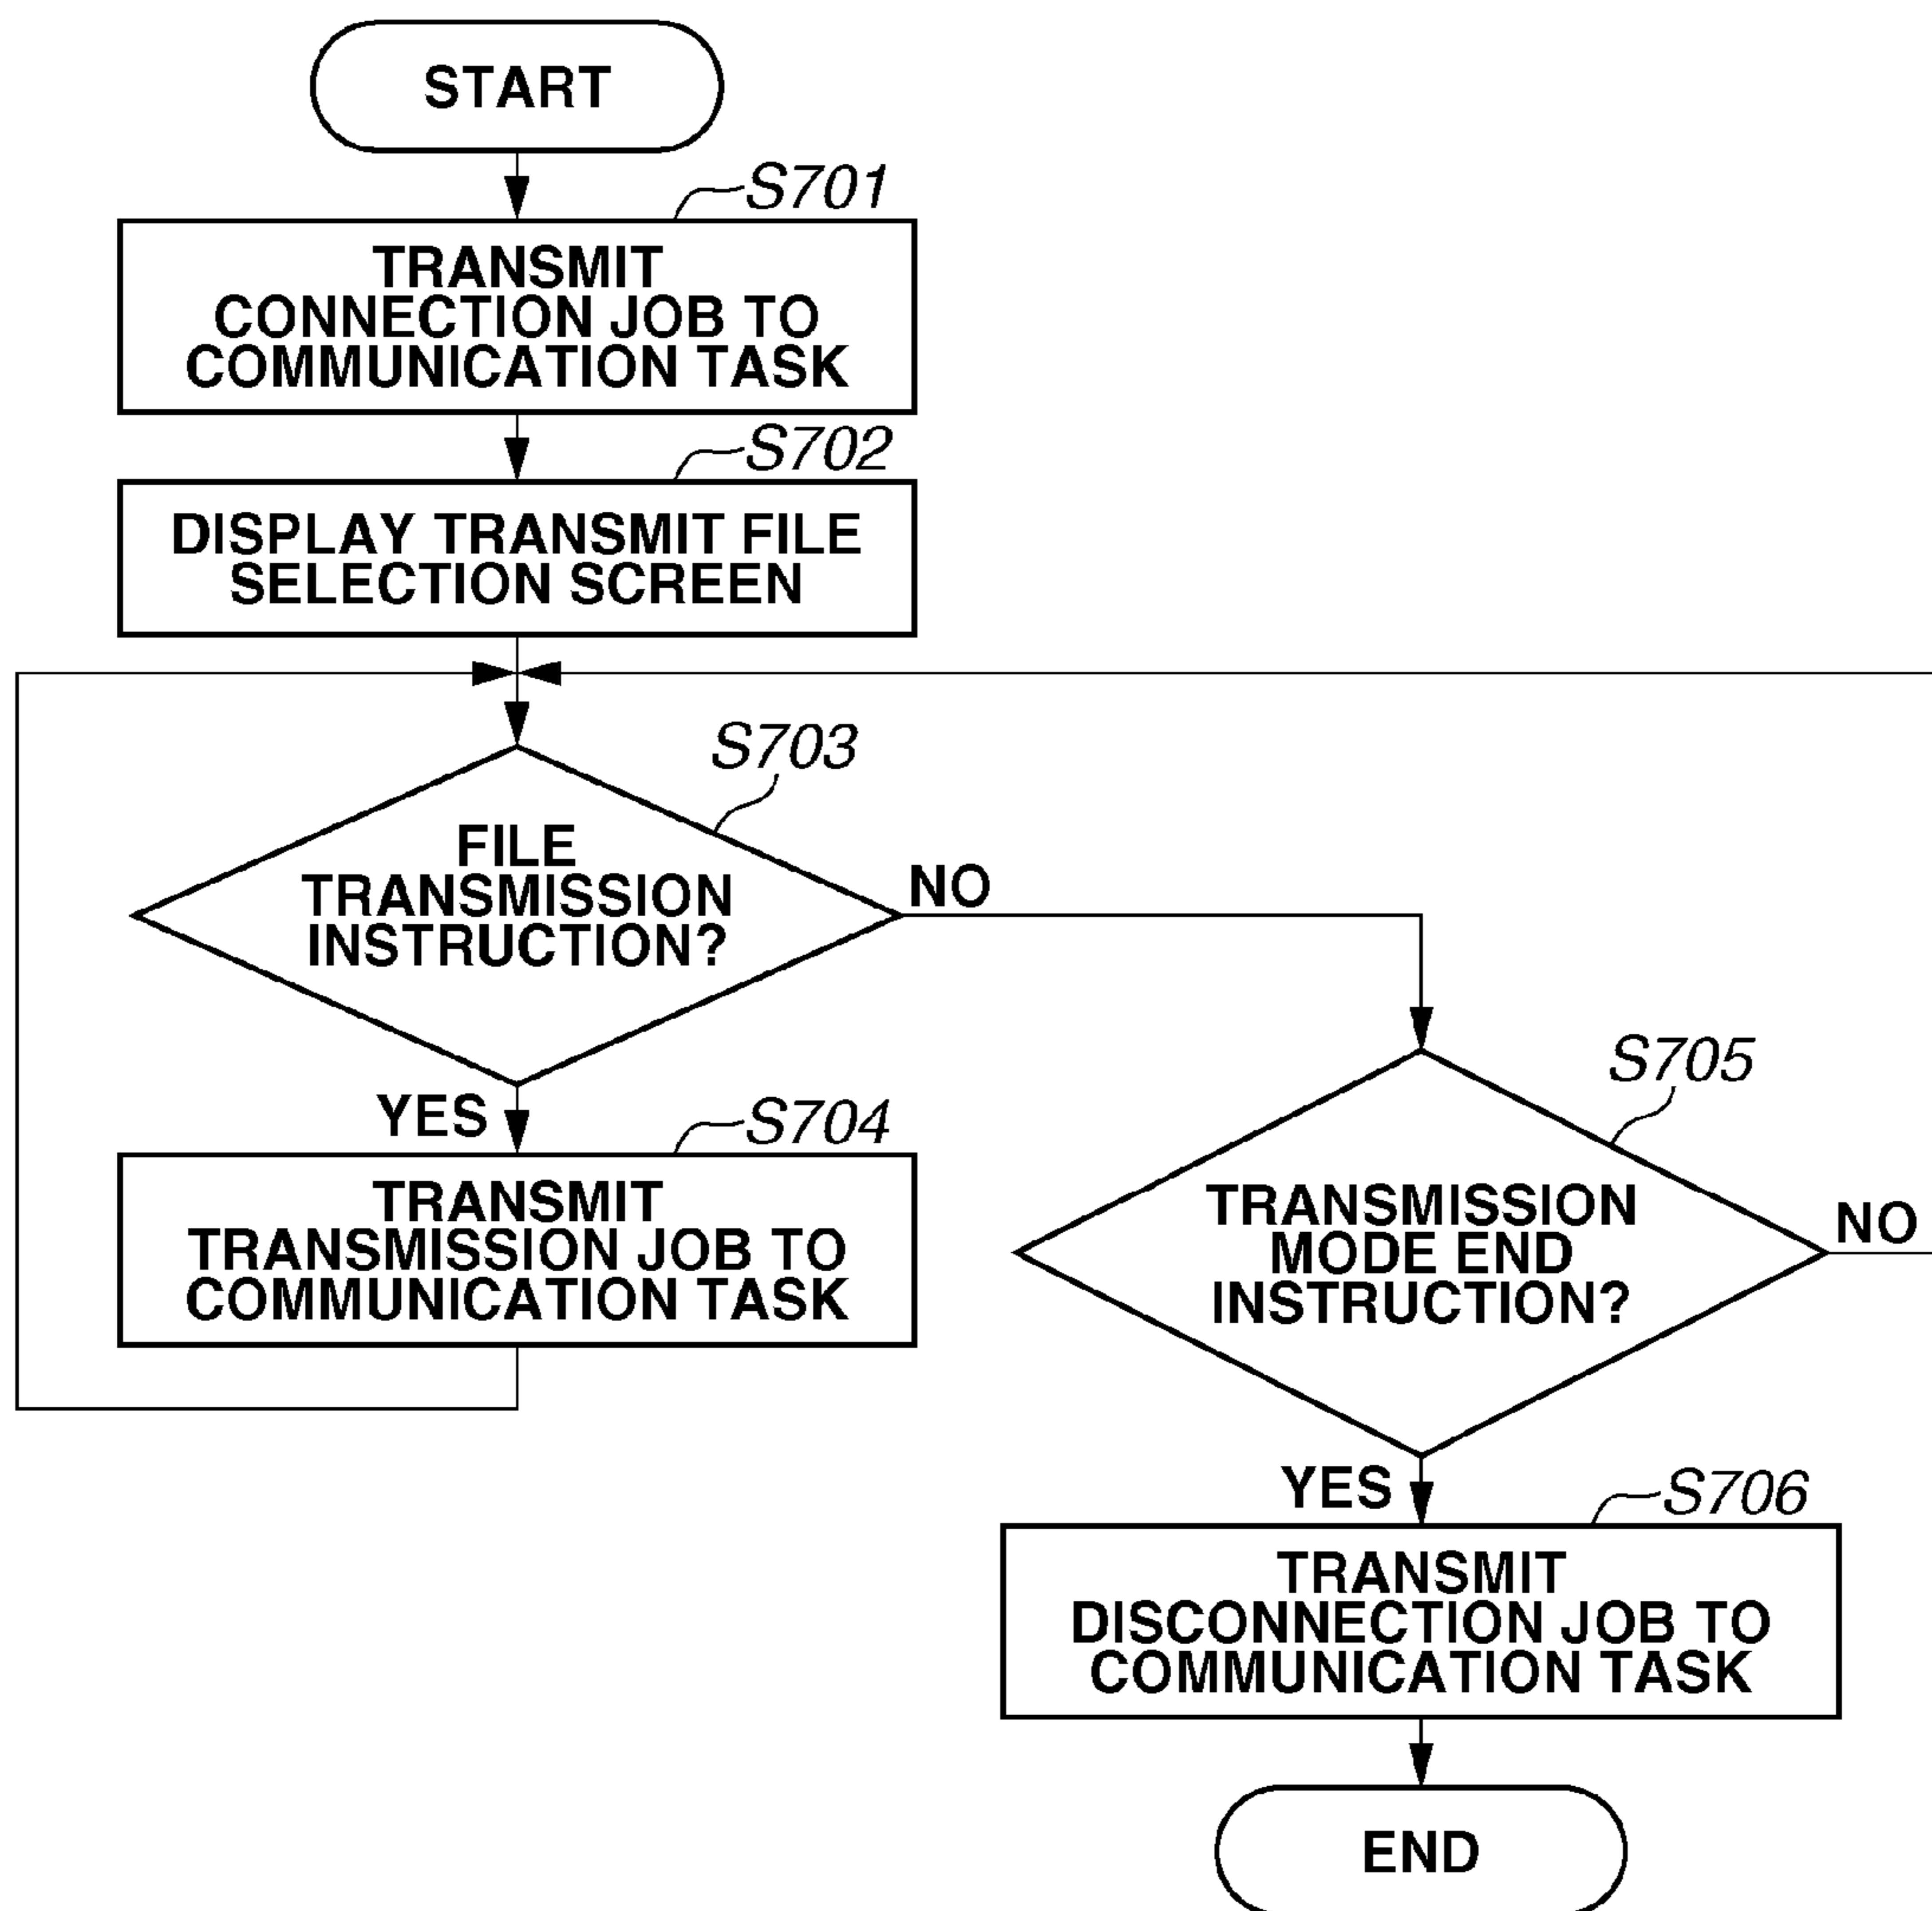 START
S701
TRANSMIT
CONNECTION JOB TO
COMMUNICATION TASK
S702
DISPLAY TRANSMIT FILE
SELECTION SCREEN
S703
FILE
TRANSMISSION
INSTRUCTION?
NO
YES
S704
TRANSMIT
TRANSMISSION JOB TO
COMMUNICATION TASK
S705
TRANSMISSION
MODE END
INSTRUCTION?
NO
YES
S706
TRANSMIT
DISCONNECTION JOB TO
COMMUNICATION TASK
END